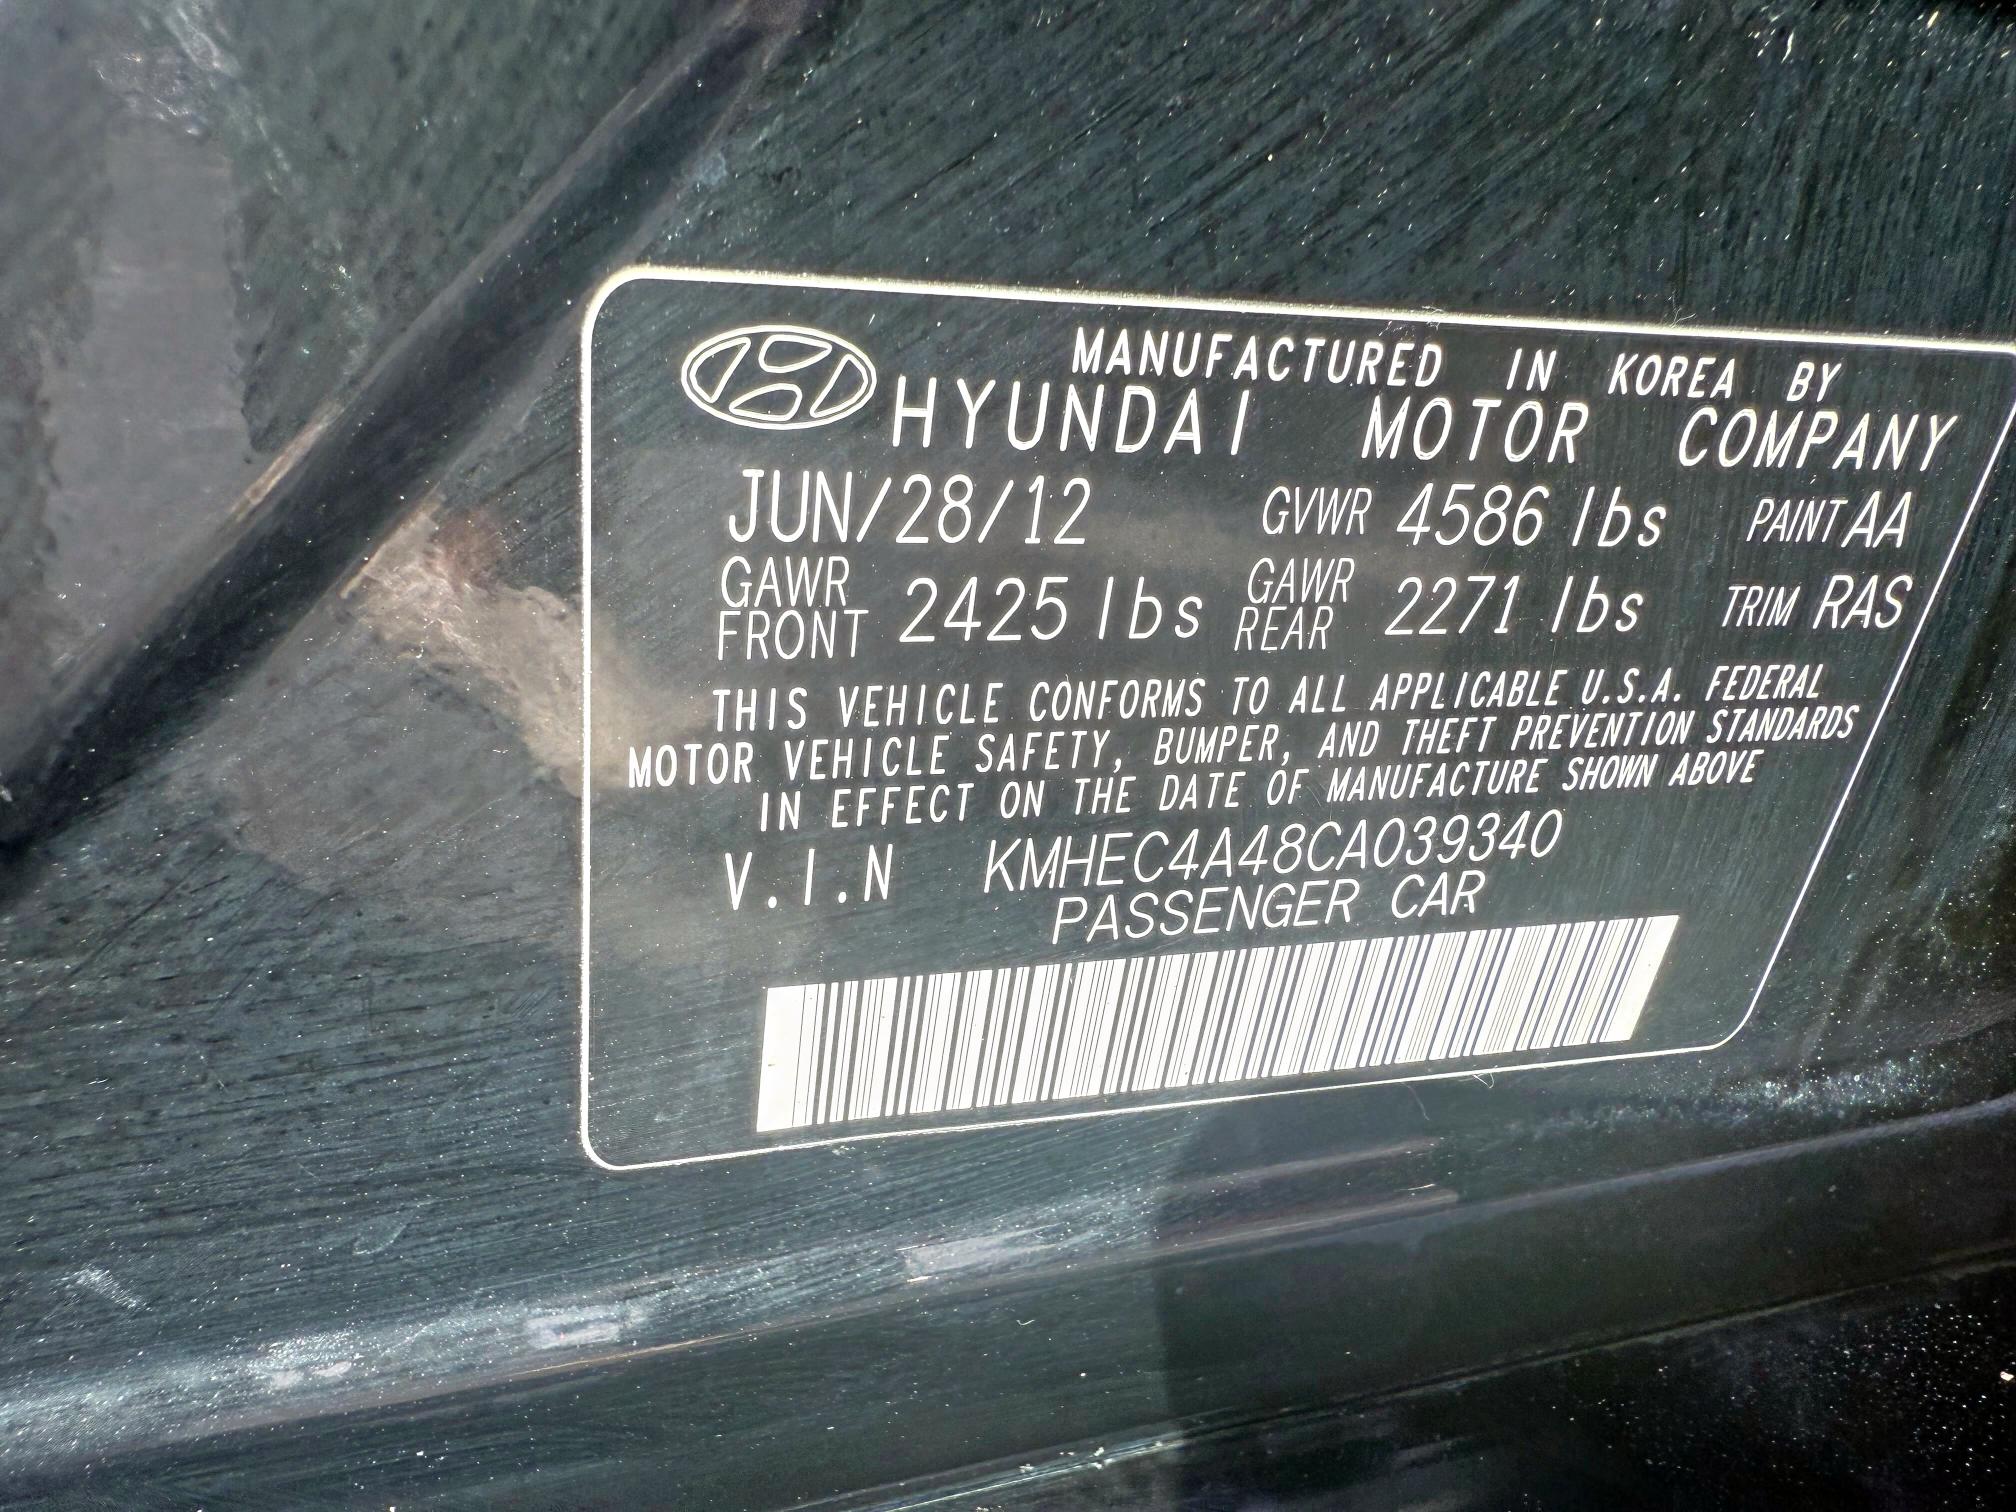 MANUFACTURED IN KOREA BY
HYUNDAI MOTOR COMPANY
JUN/28/12 GVWR 4586 lbs PAINT AA
GAWR FRONT 2425 lbs GAWR REAR 2271 lbs TRIM RAS
THIS VEHICLE CONFORMS TO ALL APPLICABLE U.S.A. FEDERAL
MOTOR VEHICLE SAFETY, BUMPER, AND THEFT PREVENTION STANDARDS
IN EFFECT ON THE DATE OF MANUFACTURE SHOWN ABOVE
V.I.N KMHEC4A48CA039340
PASSENGER CAR